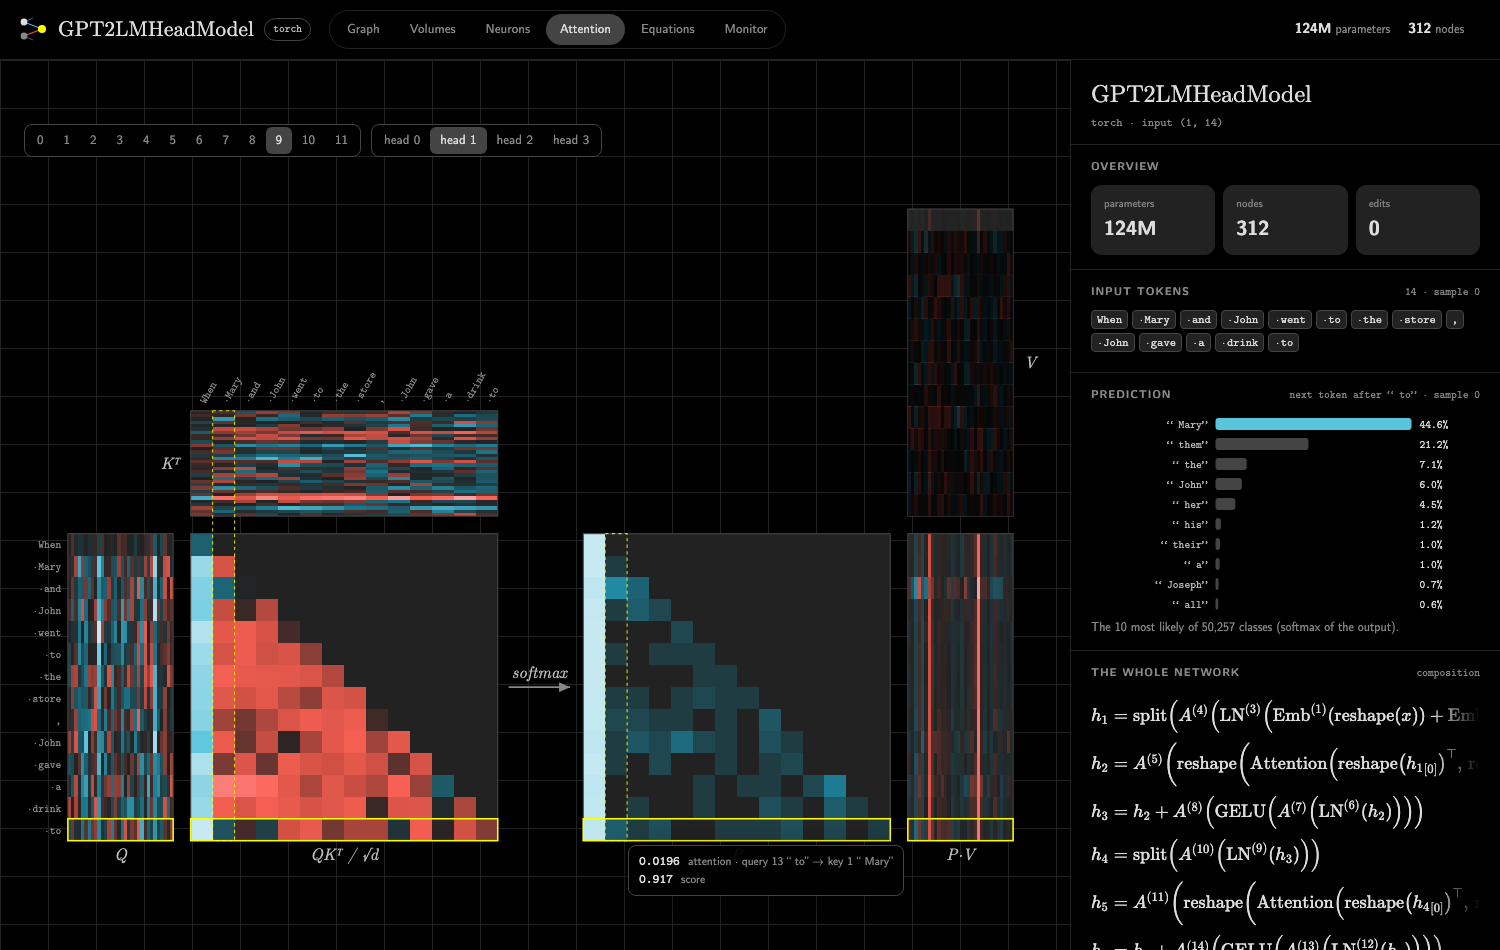 GPT2LMHeadModel torch Graph Volumes Neurons Attention Equations Monitor 124M parameters 312 nodes
0 1 2 3 4 5 6 7 8 9 10 11 head 0 head 1 head 2 head 3
When ·Mary ·and ·John ·went ·to ·the ·store , ·John ·gave ·a ·drink ·to
Kᵀ
V
When
·Mary
·and
·John
·went
·to
·the
·store
,
·John
·gave
·a
·drink
·to
softmax
Q
QKᵀ / √d
P·V
0.0196 attention · query 13 “ to” → key 1 “ Mary”
0.917 score
GPT2LMHeadModel
torch · input (1, 14)
OVERVIEW
parameters nodes edits
124M 312 0
INPUT TOKENS 14 · sample 0
When ·Mary ·and ·John ·went ·to ·the ·store ,
·John ·gave ·a ·drink ·to
PREDICTION next token after “ to” · sample 0
“ Mary” 44.6%
“ them” 21.2%
“ the” 7.1%
“ John” 6.0%
“ her” 4.5%
“ his” 1.2%
“ their” 1.0%
“ a” 1.0%
“ Joseph” 0.7%
“ all” 0.6%
The 10 most likely of 50,257 classes (softmax of the output).
THE WHOLE NETWORK composition
h₁ = split(A⁽⁴⁾(LN⁽³⁾(Emb⁽¹⁾(reshape(x)) + Em
h₂ = A⁽⁵⁾(reshape(Attention(reshape(h₁[0])⊤,
h₃ = h₂ + A⁽⁸⁾(GELU(A⁽⁷⁾(LN⁽⁶⁾(h₂))))
h₄ = split(A⁽¹⁰⁾(LN⁽⁹⁾(h₃)))
h₅ = A⁽¹¹⁾(reshape(Attention(reshape(h₄[0])⊤,